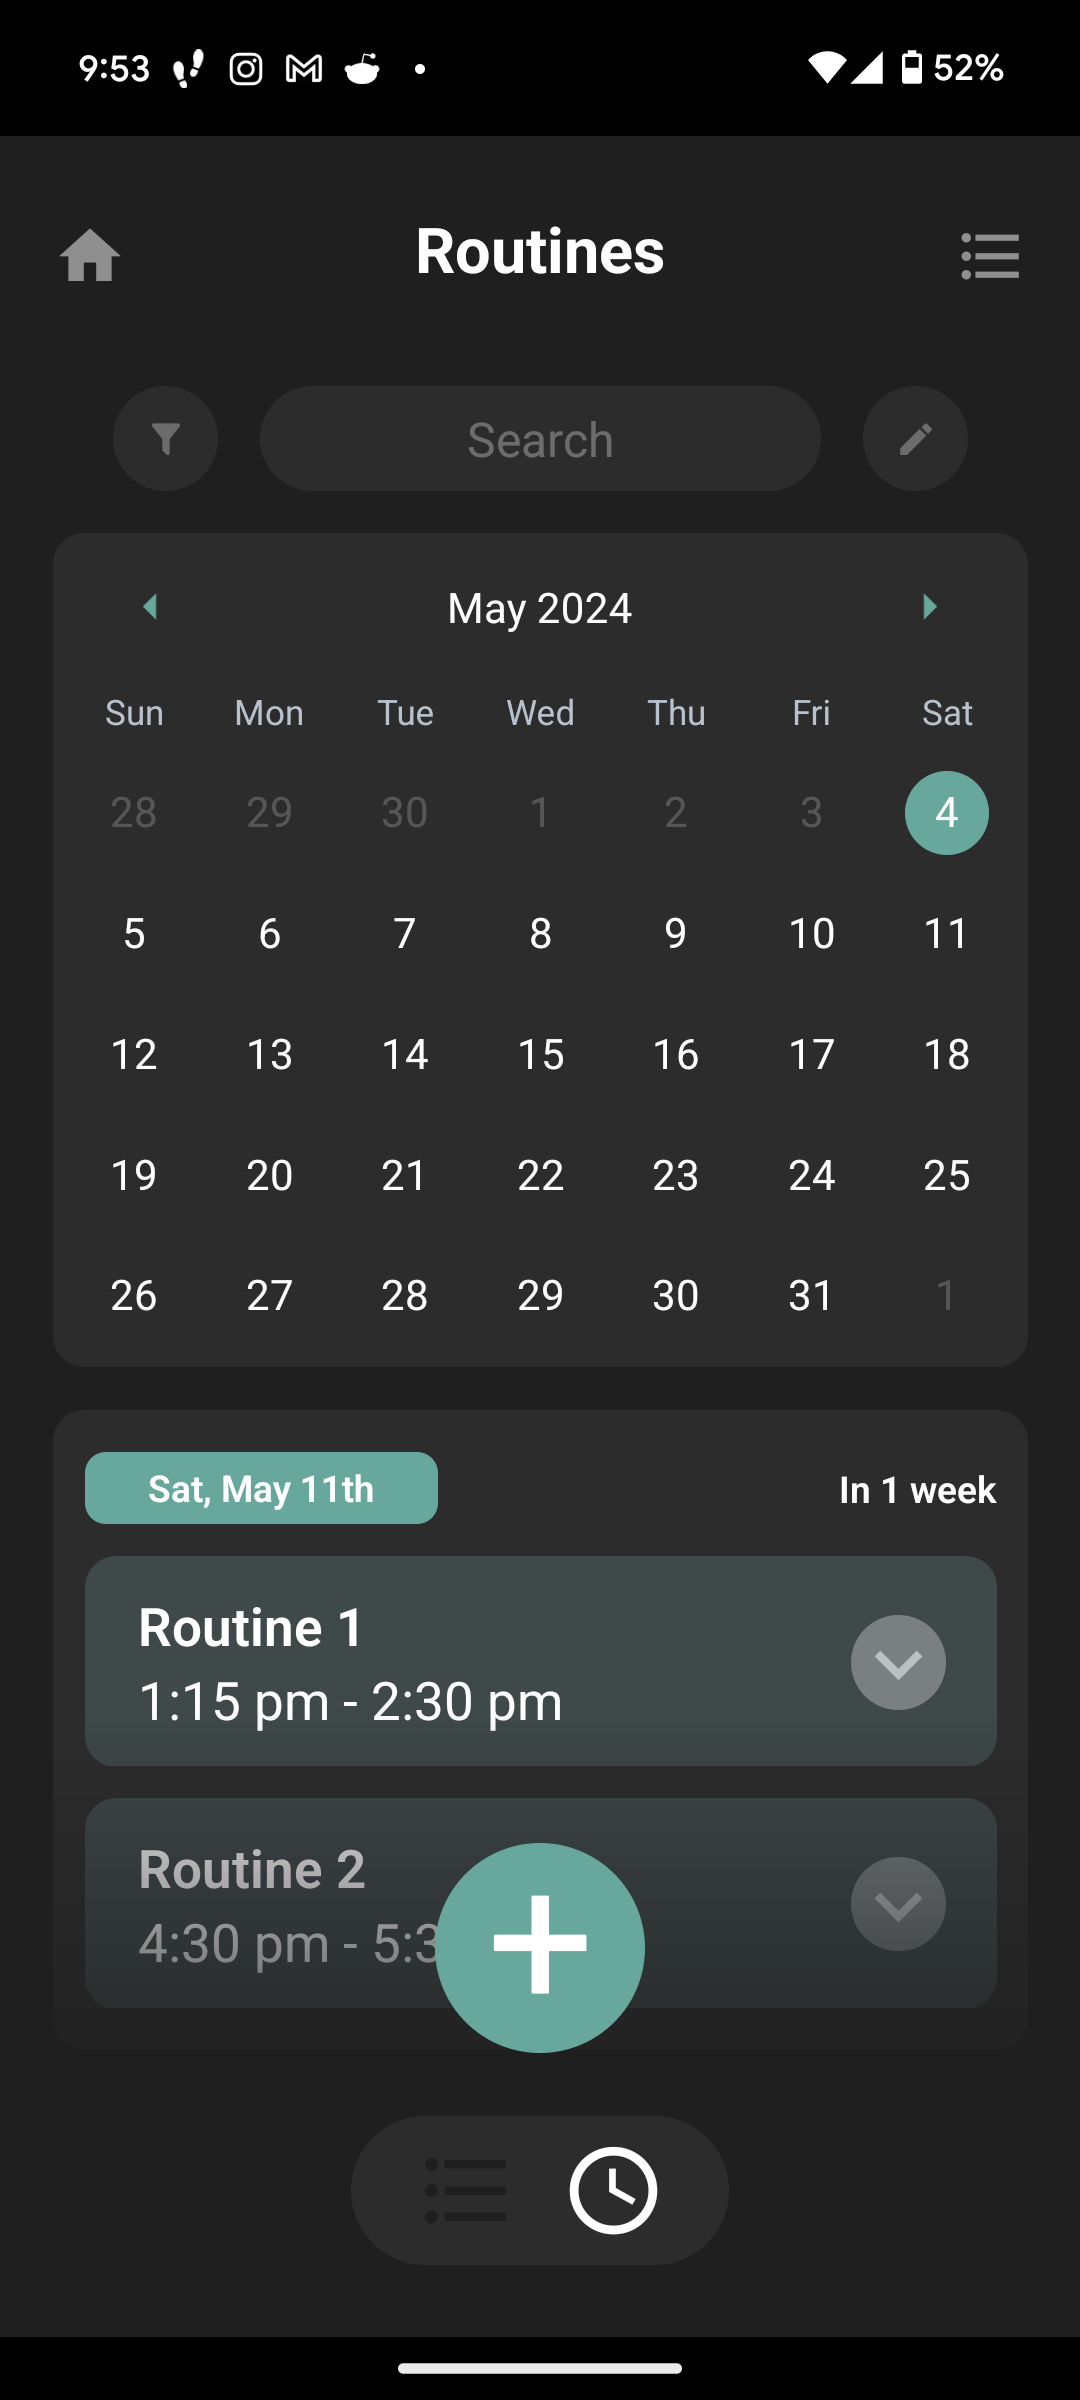 9:53 52%
Routines
Search
May 2024
Sun Mon Tue Wed Thu Fri Sat
28 29 30 1 2 3 4
5 6 7 8 9 10 11
12 13 14 15 16 17 18
19 20 21 22 23 24 25
26 27 28 29 30 31 1
Sat, May 11th In 1 week
Routine 1
1:15 pm - 2:30 pm
Routine 2
4:30 pm - 5:3